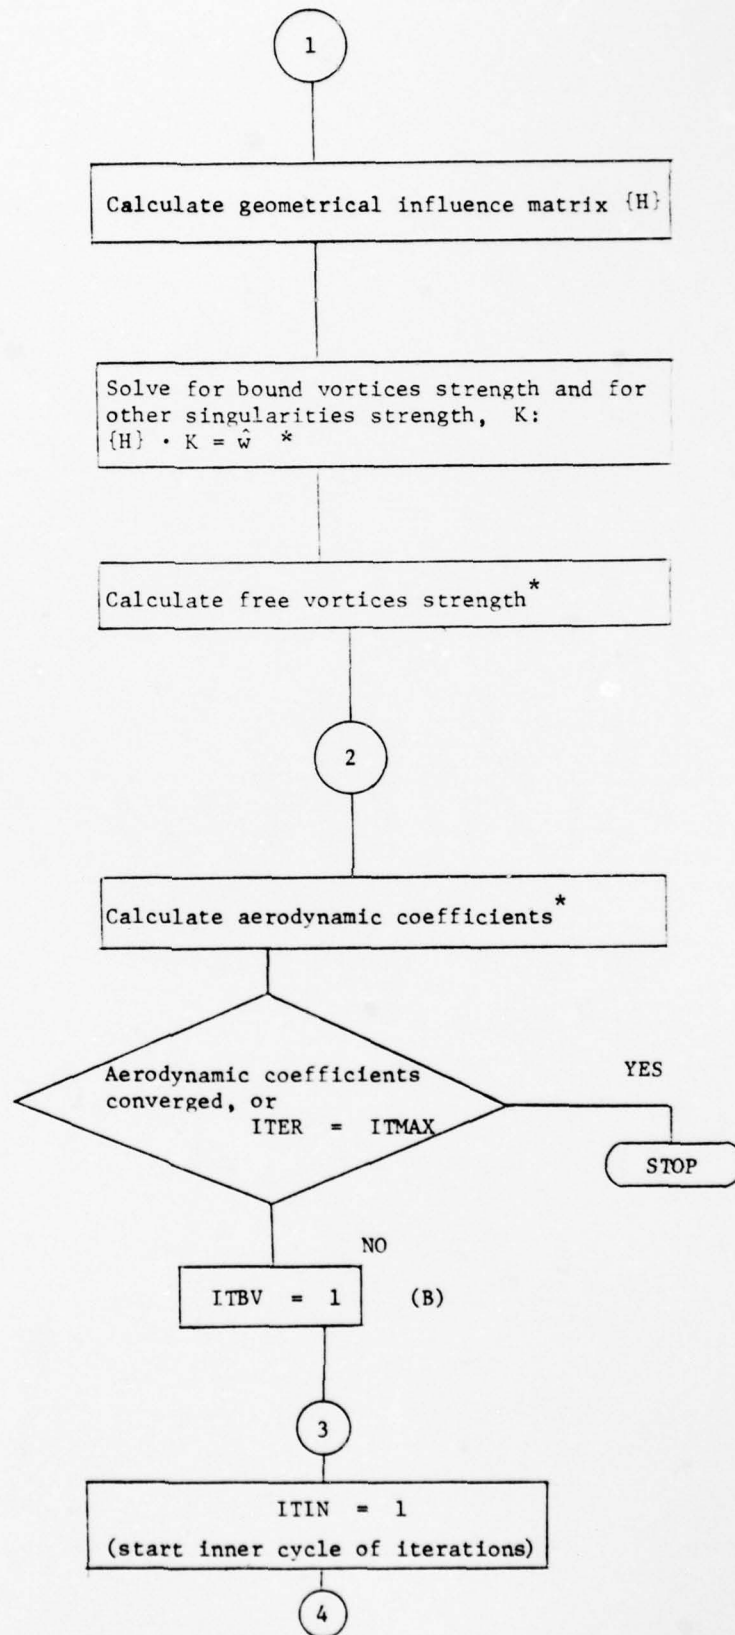 1
Calculate geometrical influence matrix {H}
Solve for bound vortices strength and for
other singularities strength, K:
{H} · K = ŵ *
Calculate free vortices strength*
2
Calculate aerodynamic coefficients*
Aerodynamic coefficients
converged, or
ITER = ITMAX
YES
STOP
NO
ITBV = 1 (B)
3
ITIN = 1
(start inner cycle of iterations)
4